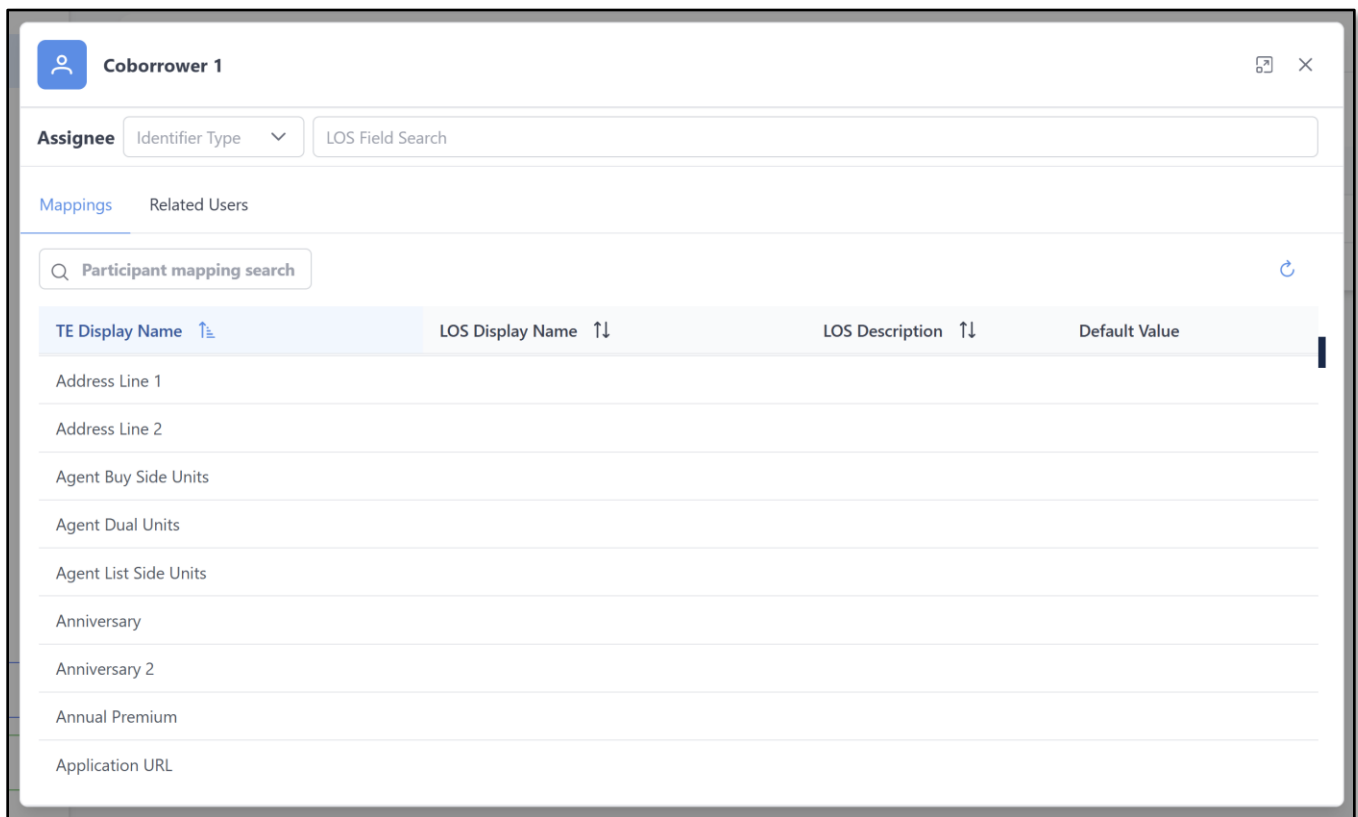 Coborrower 1
Assignee Identifier Type LOS Field Search
Mappings Related Users
Participant mapping search
TE Display Name LOS Display Name LOS Description Default Value
Address Line 1
Address Line 2
Agent Buy Side Units
Agent Dual Units
Agent List Side Units
Anniversary
Anniversary 2
Annual Premium
Application URL